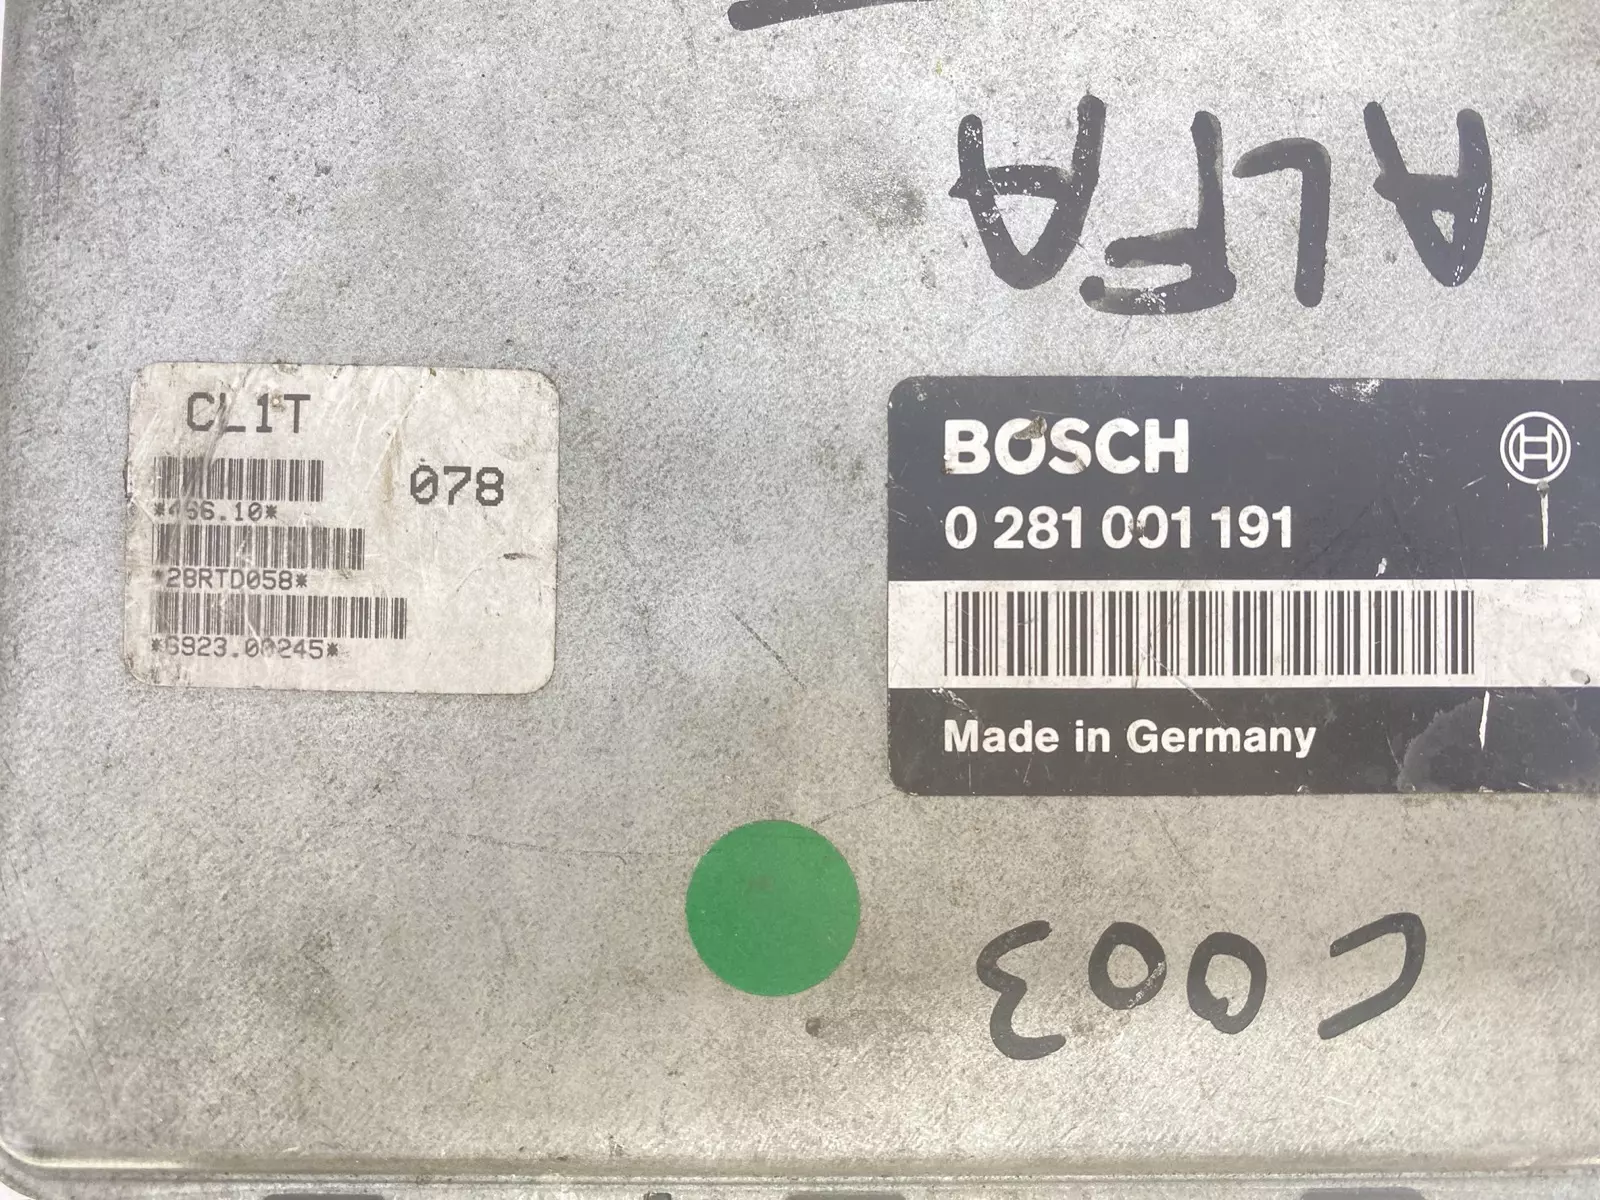 ALFA
CL1T
078
*466.10*
*28RTD058*
*6923.00245*
BOSCH
0 281 001 191
Made in Germany
C003